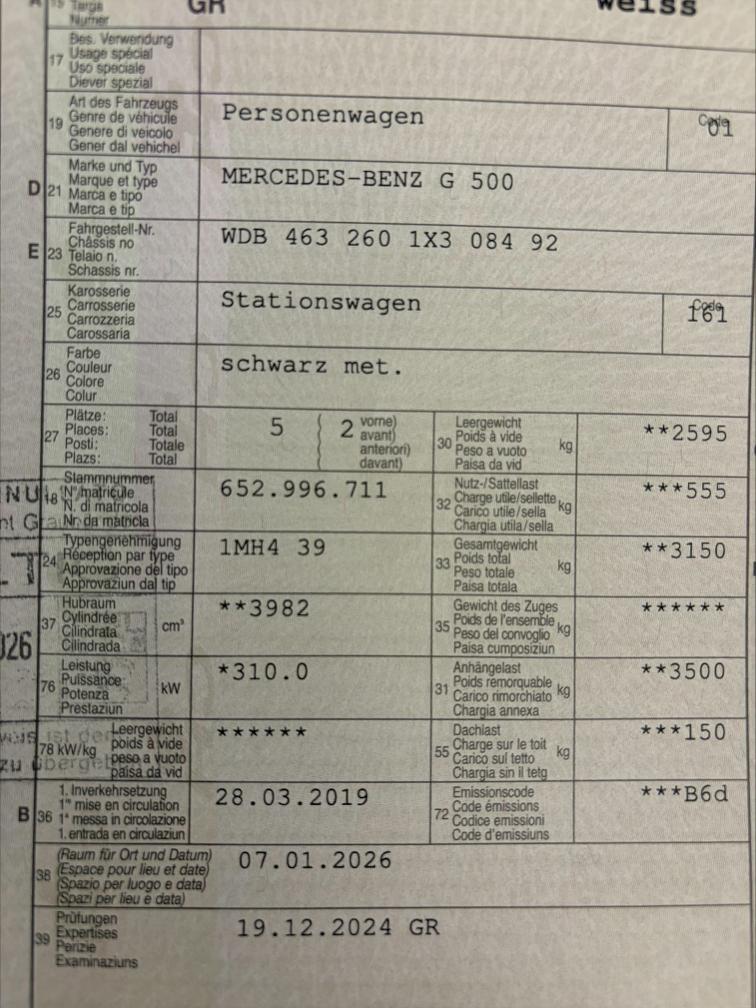 15 Targa GR weiss
Numer
Bes. Verwendung
17 Usage spécial
Uso speciale
Diever spezial
Art des Fahrzeugs
19 Genre de véhicule Personenwagen Code 01
Genere di veicolo
Gener dal vehichel
Marke und Typ
D 21 Marque et type MERCEDES-BENZ G 500
Marca e tipo
Marca e tip
Fahrgestell-Nr.
E 23 Châssis no WDB 463 260 1X3 084 92
Telaio n.
Schassis nr.
Karosserie
25 Carrosserie Stationswagen Code 161
Carrozzeria
Carossaria
Farbe
26 Couleur schwarz met.
Colore
Colur
Plätze: Total 5 ( 2 vorne) Leergewicht
27 Places: Total avant) 30 Poids à vide kg **2595
Posti: Totale anteriori) Peso a vuoto
Plazs: Total davant) Paisa da vid
Stammnummer Nutz-/Sattellast
18 N° matricule 652.996.711 32 Charge utile/sellette kg ***555
N. di matricola Carico utile/sella
Nr. da matricla Chargia utila/sella
Typengenehmigung Gesamtgewicht
24 Réception par type 1MH4 39 33 Poids total kg **3150
Approvazione del tipo Peso totale
Approvaziun dal tip Paisa totala
Hubraum Gewicht des Zuges
37 Cylindrée cm³ **3982 35 Poids de l'ensemble kg ******
Cilindrata Peso del convoglio
Cilindrada Paisa cumposiziun
Leistung Anhängelast
76 Puissance kW *310.0 31 Poids remorquable kg **3500
Potenza Carico rimorchiato
Prestaziun Chargia annexa
Leergewicht Dachlast
78 kW/kg poids à vide ****** 55 Charge sur le toit kg ***150
peso a vuoto Carico sul tetto
paisa da vid Chargia sin il tetg
1. Inverkehrsetzung Emissionscode
B 36 1re mise en circulation 28.03.2019 72 Code émissions ***B6d
1a messa in circolazione Codice emissioni
1. entrada en circulaziun Code d'emissiuns
(Raum für Ort und Datum)
38 (Espace pour lieu et date) 07.01.2026
(Spazio per luogo e data)
(Spazi per lieu e data)
Prüfungen
39 Expertises 19.12.2024 GR
Perizie
Examinaziuns